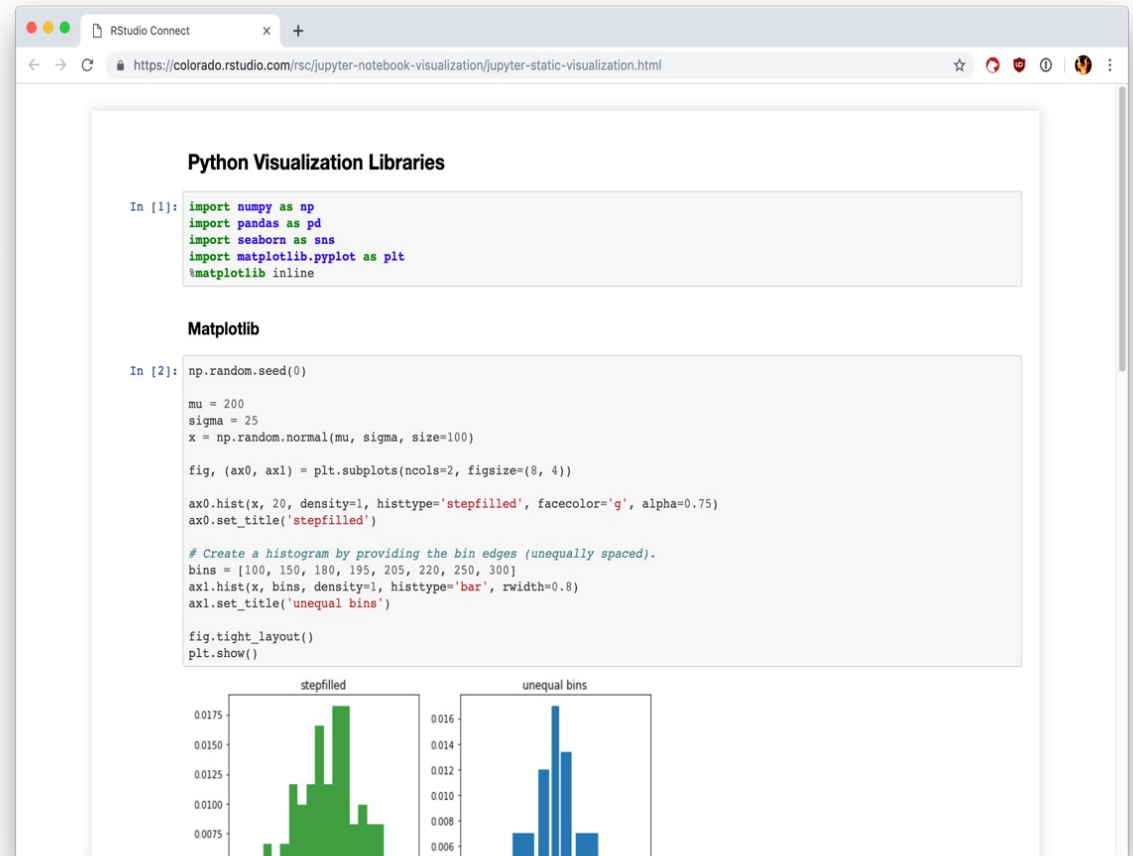 RStudio Connect
https://colorado.rstudio.com/rsc/jupyter-notebook-visualization/jupyter-static-visualization.html
Python Visualization Libraries
In [1]: import numpy as np
import pandas as pd
import seaborn as sns
import matplotlib.pyplot as plt
%matplotlib inline
Matplotlib
In [2]: np.random.seed(0)
mu = 200
sigma = 25
x = np.random.normal(mu, sigma, size=100)
fig, (ax0, ax1) = plt.subplots(ncols=2, figsize=(8, 4))
ax0.hist(x, 20, density=1, histtype='stepfilled', facecolor='g', alpha=0.75)
ax0.set_title('stepfilled')
# Create a histogram by providing the bin edges (unequally spaced).
bins = [100, 150, 180, 195, 205, 220, 250, 300]
ax1.hist(x, bins, density=1, histtype='bar', rwidth=0.8)
ax1.set_title('unequal bins')
fig.tight_layout()
plt.show()
stepfilled
0.0175
0.0150
0.0125
0.0100
0.0075
unequal bins
0.016
0.014
0.012
0.010
0.008
0.006